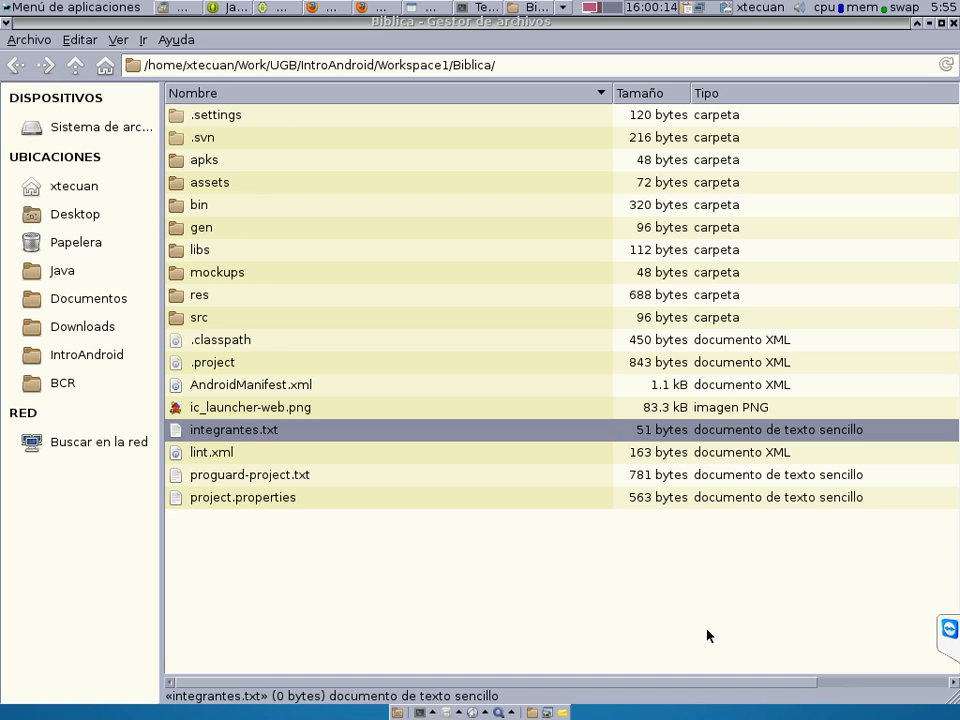 Menú de aplicaciones ... Ja... ... ... ... ... Te... Bi... 16:00:14 xtecuan cpu mem swap 5:55
Biblica - Gestor de archivos
Archivo Editar Ver Ir Ayuda
/home/xtecuan/Work/UGB/IntroAndroid/Workspace1/Biblica/
DISPOSITIVOS
Sistema de arc...
UBICACIONES
xtecuan
Desktop
Papelera
Java
Documentos
Downloads
IntroAndroid
BCR
RED
Buscar en la red
Nombre Tamaño Tipo
.settings 120 bytes carpeta
.svn 216 bytes carpeta
apks 48 bytes carpeta
assets 72 bytes carpeta
bin 320 bytes carpeta
gen 96 bytes carpeta
libs 112 bytes carpeta
mockups 48 bytes carpeta
res 688 bytes carpeta
src 96 bytes carpeta
.classpath 450 bytes documento XML
.project 843 bytes documento XML
AndroidManifest.xml 1.1 kB documento XML
ic_launcher-web.png 83.3 kB imagen PNG
integrantes.txt 51 bytes documento de texto sencillo
lint.xml 163 bytes documento XML
proguard-project.txt 781 bytes documento de texto sencillo
project.properties 563 bytes documento de texto sencillo
«integrantes.txt» (0 bytes) documento de texto sencillo